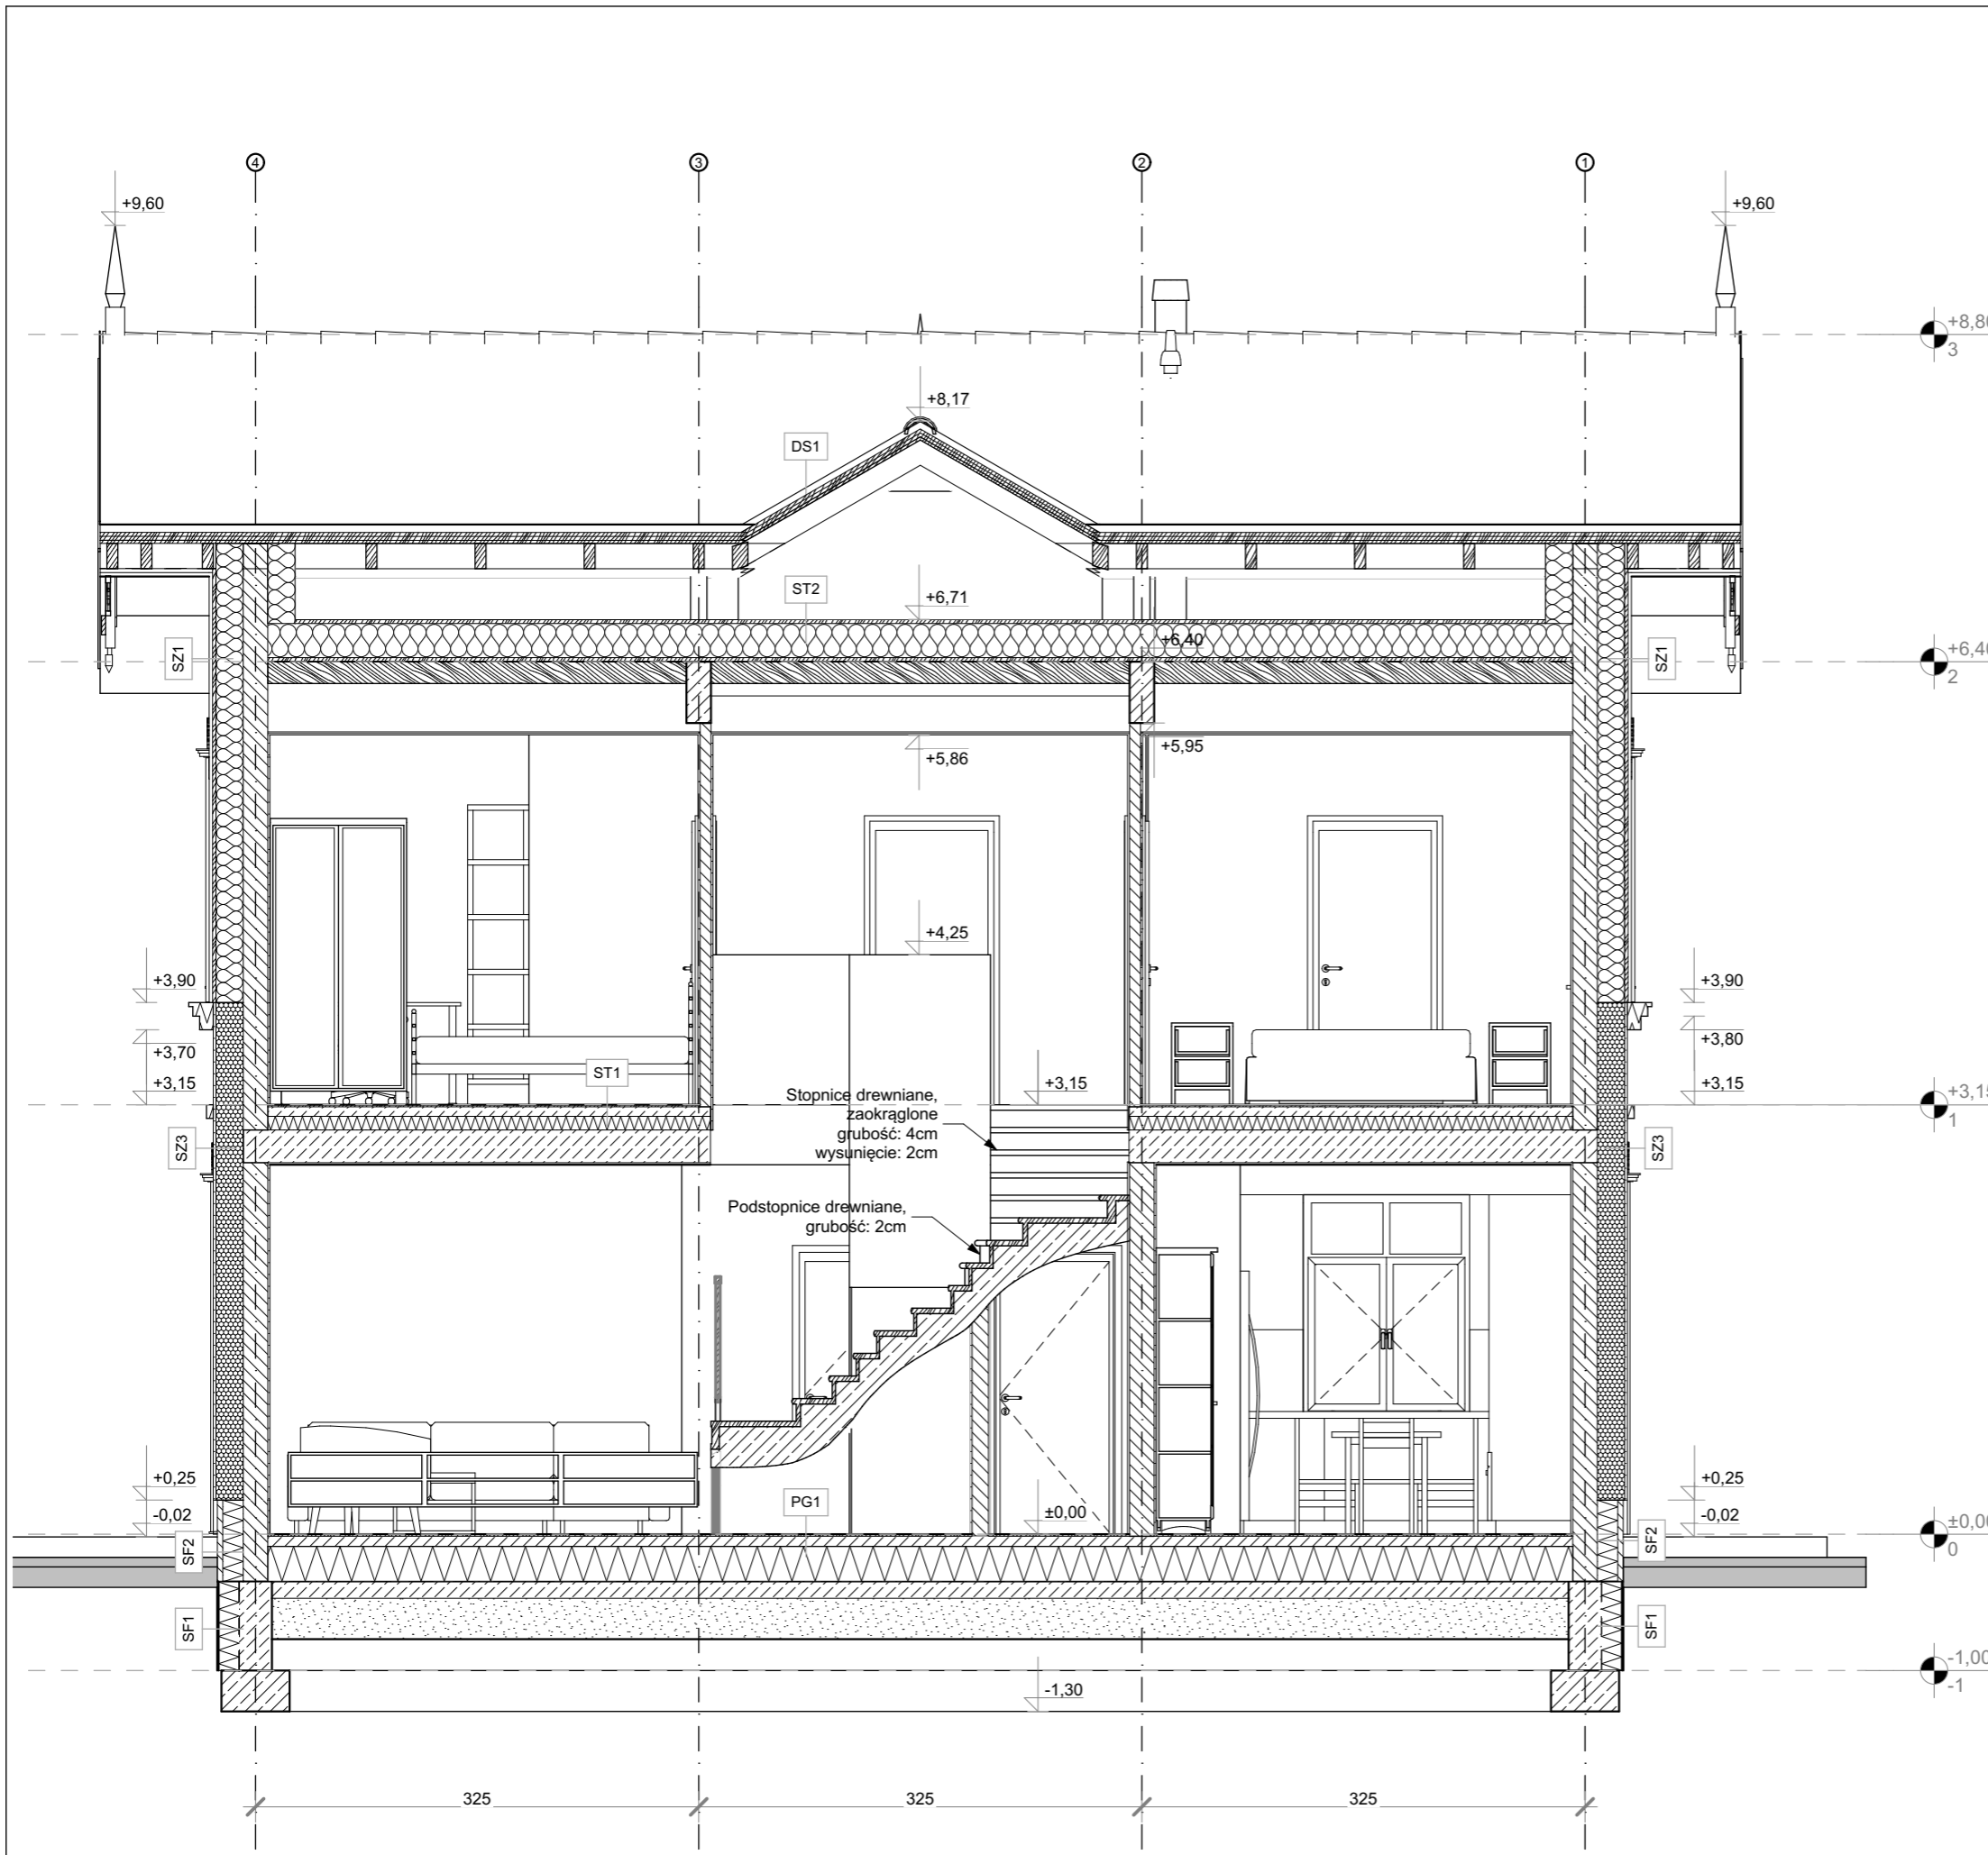 4
3
2
1
+9,60
+9,60
+8,80
3
+8,17
DS1
ST2
+6,71
+6,40
SZ1
SZ1
+6,40
2
+5,86
+5,95
+4,25
+3,90
+3,90
+3,70
+3,80
+3,15
ST1
+3,15
+3,15
+3,15
1
Stopnice drewniane,
zaokrąglone
grubość: 4cm
wysunięcie: 2cm
SZ3
SZ3
Podstopnice drewniane,
grubość: 2cm
+0,25
+0,25
-0,02
PG1
±0,00
-0,02
±0,00
0
SF2
SF2
SF1
SF1
-1,00
-1
-1,30
325
325
325